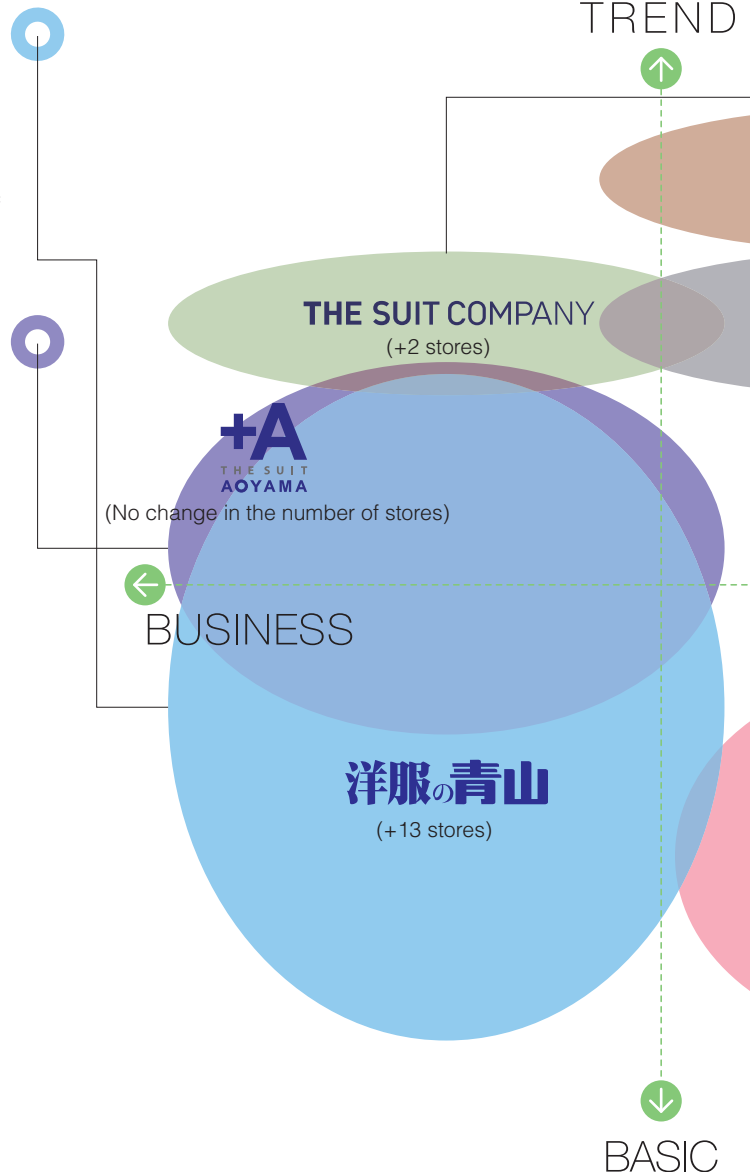 TREND
THE SUIT COMPANY
(+2 stores)
+A
THE SUIT
AOYAMA
(No change in the number of stores)
BUSINESS
洋服の青山
(+13 stores)
BASIC